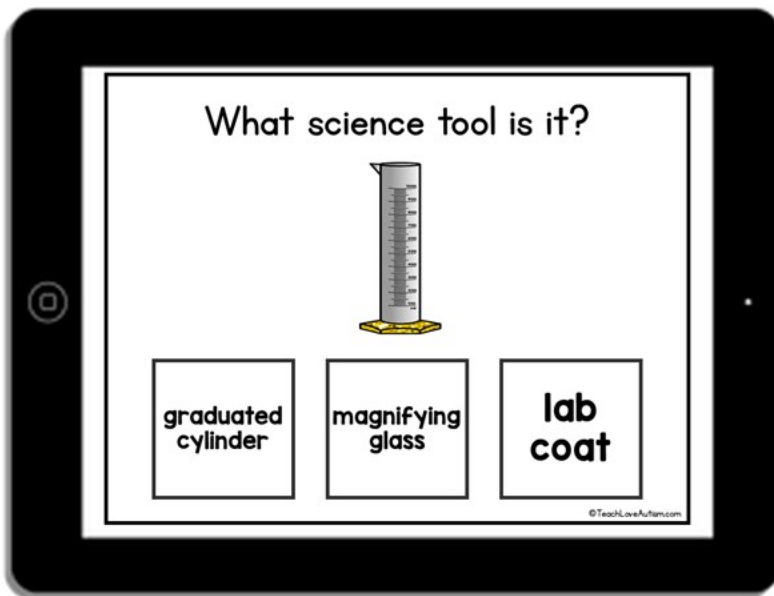 What science tool is it?
graduated
cylinder
magnifying
glass
lab
coat
©TeachLoveAutism.com